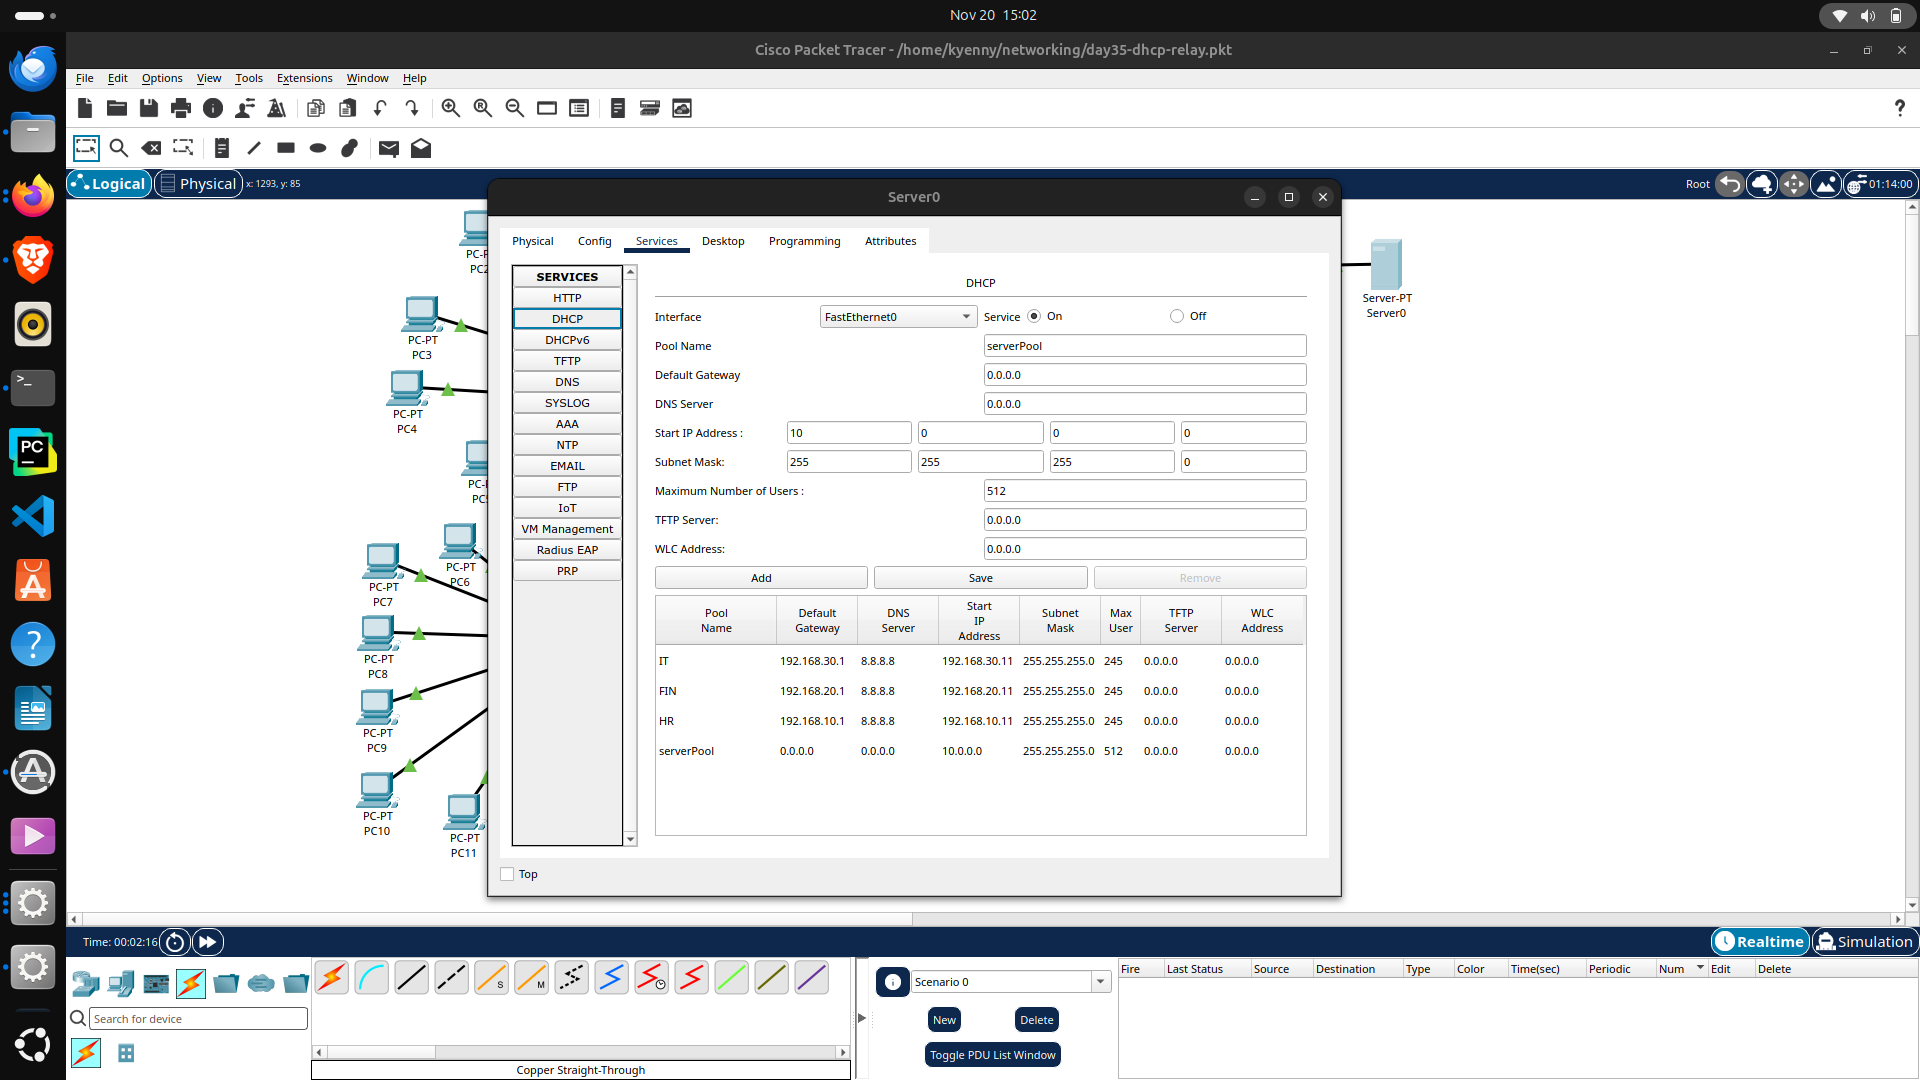 Nov 20 15:02
Cisco Packet Tracer - /home/kyenny/networking/day35-dhcp-relay.pkt
File Edit Options View Tools Extensions Window Help
?
Logical Physical x: 1293, y: 85 Root 01:14:00
Server0
Physical Config Services Desktop Programming Attributes
SERVICES
HTTP
DHCP
DHCPv6
TFTP
DNS
SYSLOG
AAA
NTP
EMAIL
FTP
IoT
VM Management
Radius EAP
PRP
DHCP
Interface FastEthernet0 Service On Off
Pool Name serverPool
Default Gateway 0.0.0.0
DNS Server 0.0.0.0
Start IP Address : 10 0 0 0
Subnet Mask: 255 255 255 0
Maximum Number of Users : 512
TFTP Server: 0.0.0.0
WLC Address: 0.0.0.0
Add Save Remove
Pool Name Default Gateway DNS Server Start IP Address Subnet Mask Max User TFTP Server WLC Address
IT 192.168.30.1 8.8.8.8 192.168.30.11 255.255.255.0 245 0.0.0.0 0.0.0.0
FIN 192.168.20.1 8.8.8.8 192.168.20.11 255.255.255.0 245 0.0.0.0 0.0.0.0
HR 192.168.10.1 8.8.8.8 192.168.10.11 255.255.255.0 245 0.0.0.0 0.0.0.0
serverPool 0.0.0.0 0.0.0.0 10.0.0.0 255.255.255.0 512 0.0.0.0 0.0.0.0
Top
PC-PT
PC3
PC-PT
PC4
PC-PT
PC6
PC-PT
PC7
PC-PT
PC8
PC-PT
PC9
PC-PT
PC10
PC-PT
PC11
Server-PT
Server0
Time: 00:02:16 Realtime Simulation
Search for device
S M
Copper Straight-Through
Scenario 0
New Delete
Toggle PDU List Window
Fire Last Status Source Destination Type Color Time(sec) Periodic Num Edit Delete
PC
>_
A
?